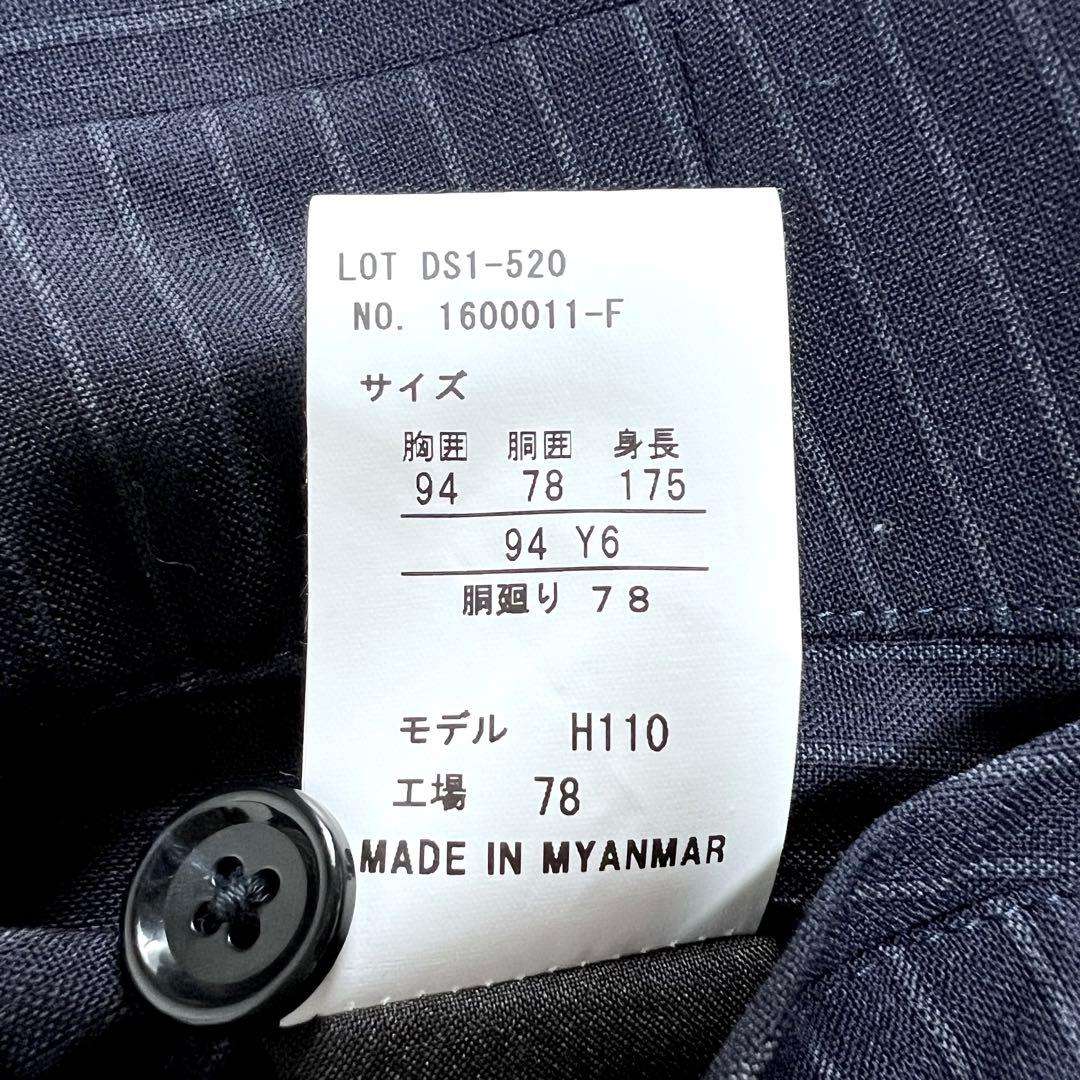 LOT DS1-520
NO. 1600011-F
サイズ
胸囲 胴囲 身長
94 78 175
94 Y6
胴廻り 78
モデル H110
工場 78
MADE IN MYANMAR